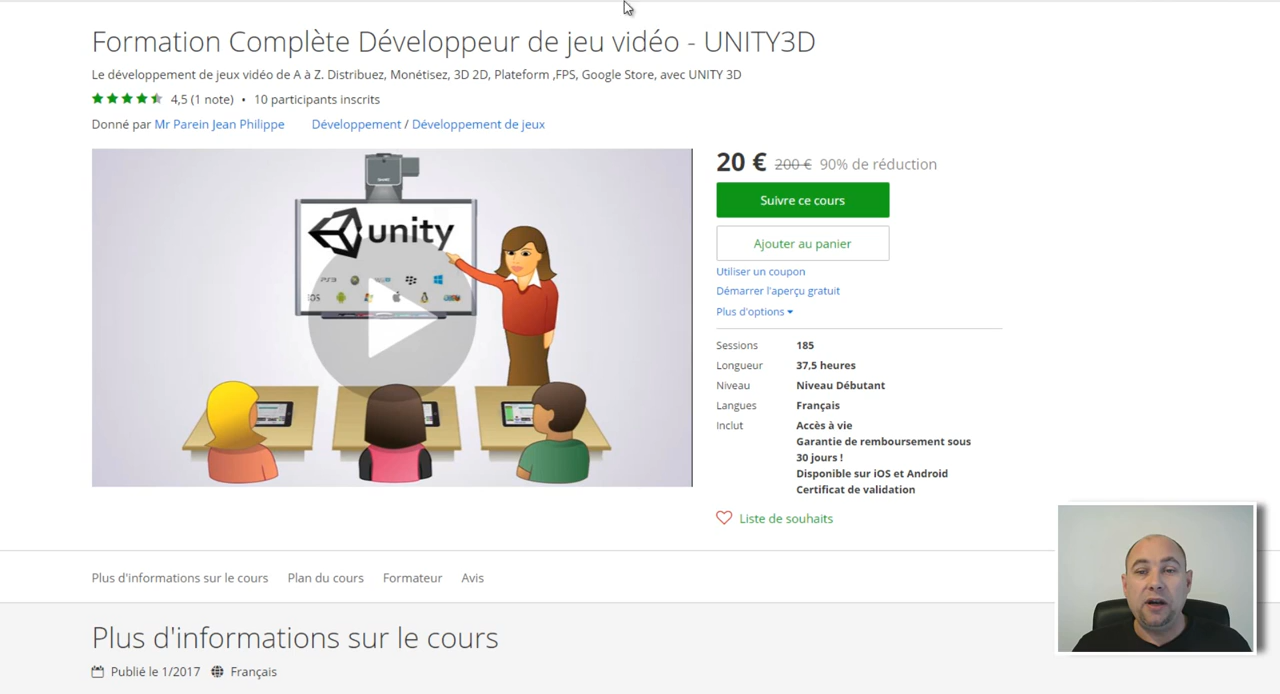 Formation Complète Développeur de jeu vidéo - UNITY3D
Le développement de jeux vidéo de A à Z. Distribuez, Monétisez, 3D 2D, Plateform ,FPS, Google Store, avec UNITY 3D
4,5 (1 note) • 10 participants inscrits
Donné par Mr Parein Jean Philippe Développement / Développement de jeux
unity
PS3
iOS
20 € 200 € 90% de réduction
Suivre ce cours
Ajouter au panier
Utiliser un coupon
Démarrer l'aperçu gratuit
Plus d'options
Sessions 185
Longueur 37,5 heures
Niveau Niveau Débutant
Langues Français
Inclut Accès à vie
Garantie de remboursement sous
30 jours !
Disponible sur iOS et Android
Certificat de validation
Liste de souhaits
Plus d'informations sur le cours Plan du cours Formateur Avis
Plus d'informations sur le cours
Publié le 1/2017 Français